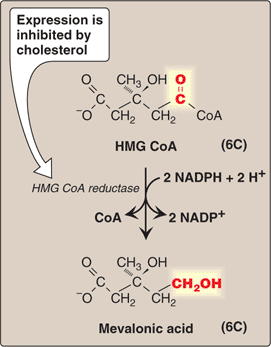 Expression is
inhibited by
cholesterol
CH₃ OH
O
C
O
C
⁻O
CH₂
CH₂
CoA
HMG CoA
(6C)
HMG CoA reductase
2 NADPH + 2 H⁺
CoA
2 NADP⁺
CH₃
OH
O
C
CH₂OH
⁻O
CH₂
CH₂
Mevalonic acid
(6C)